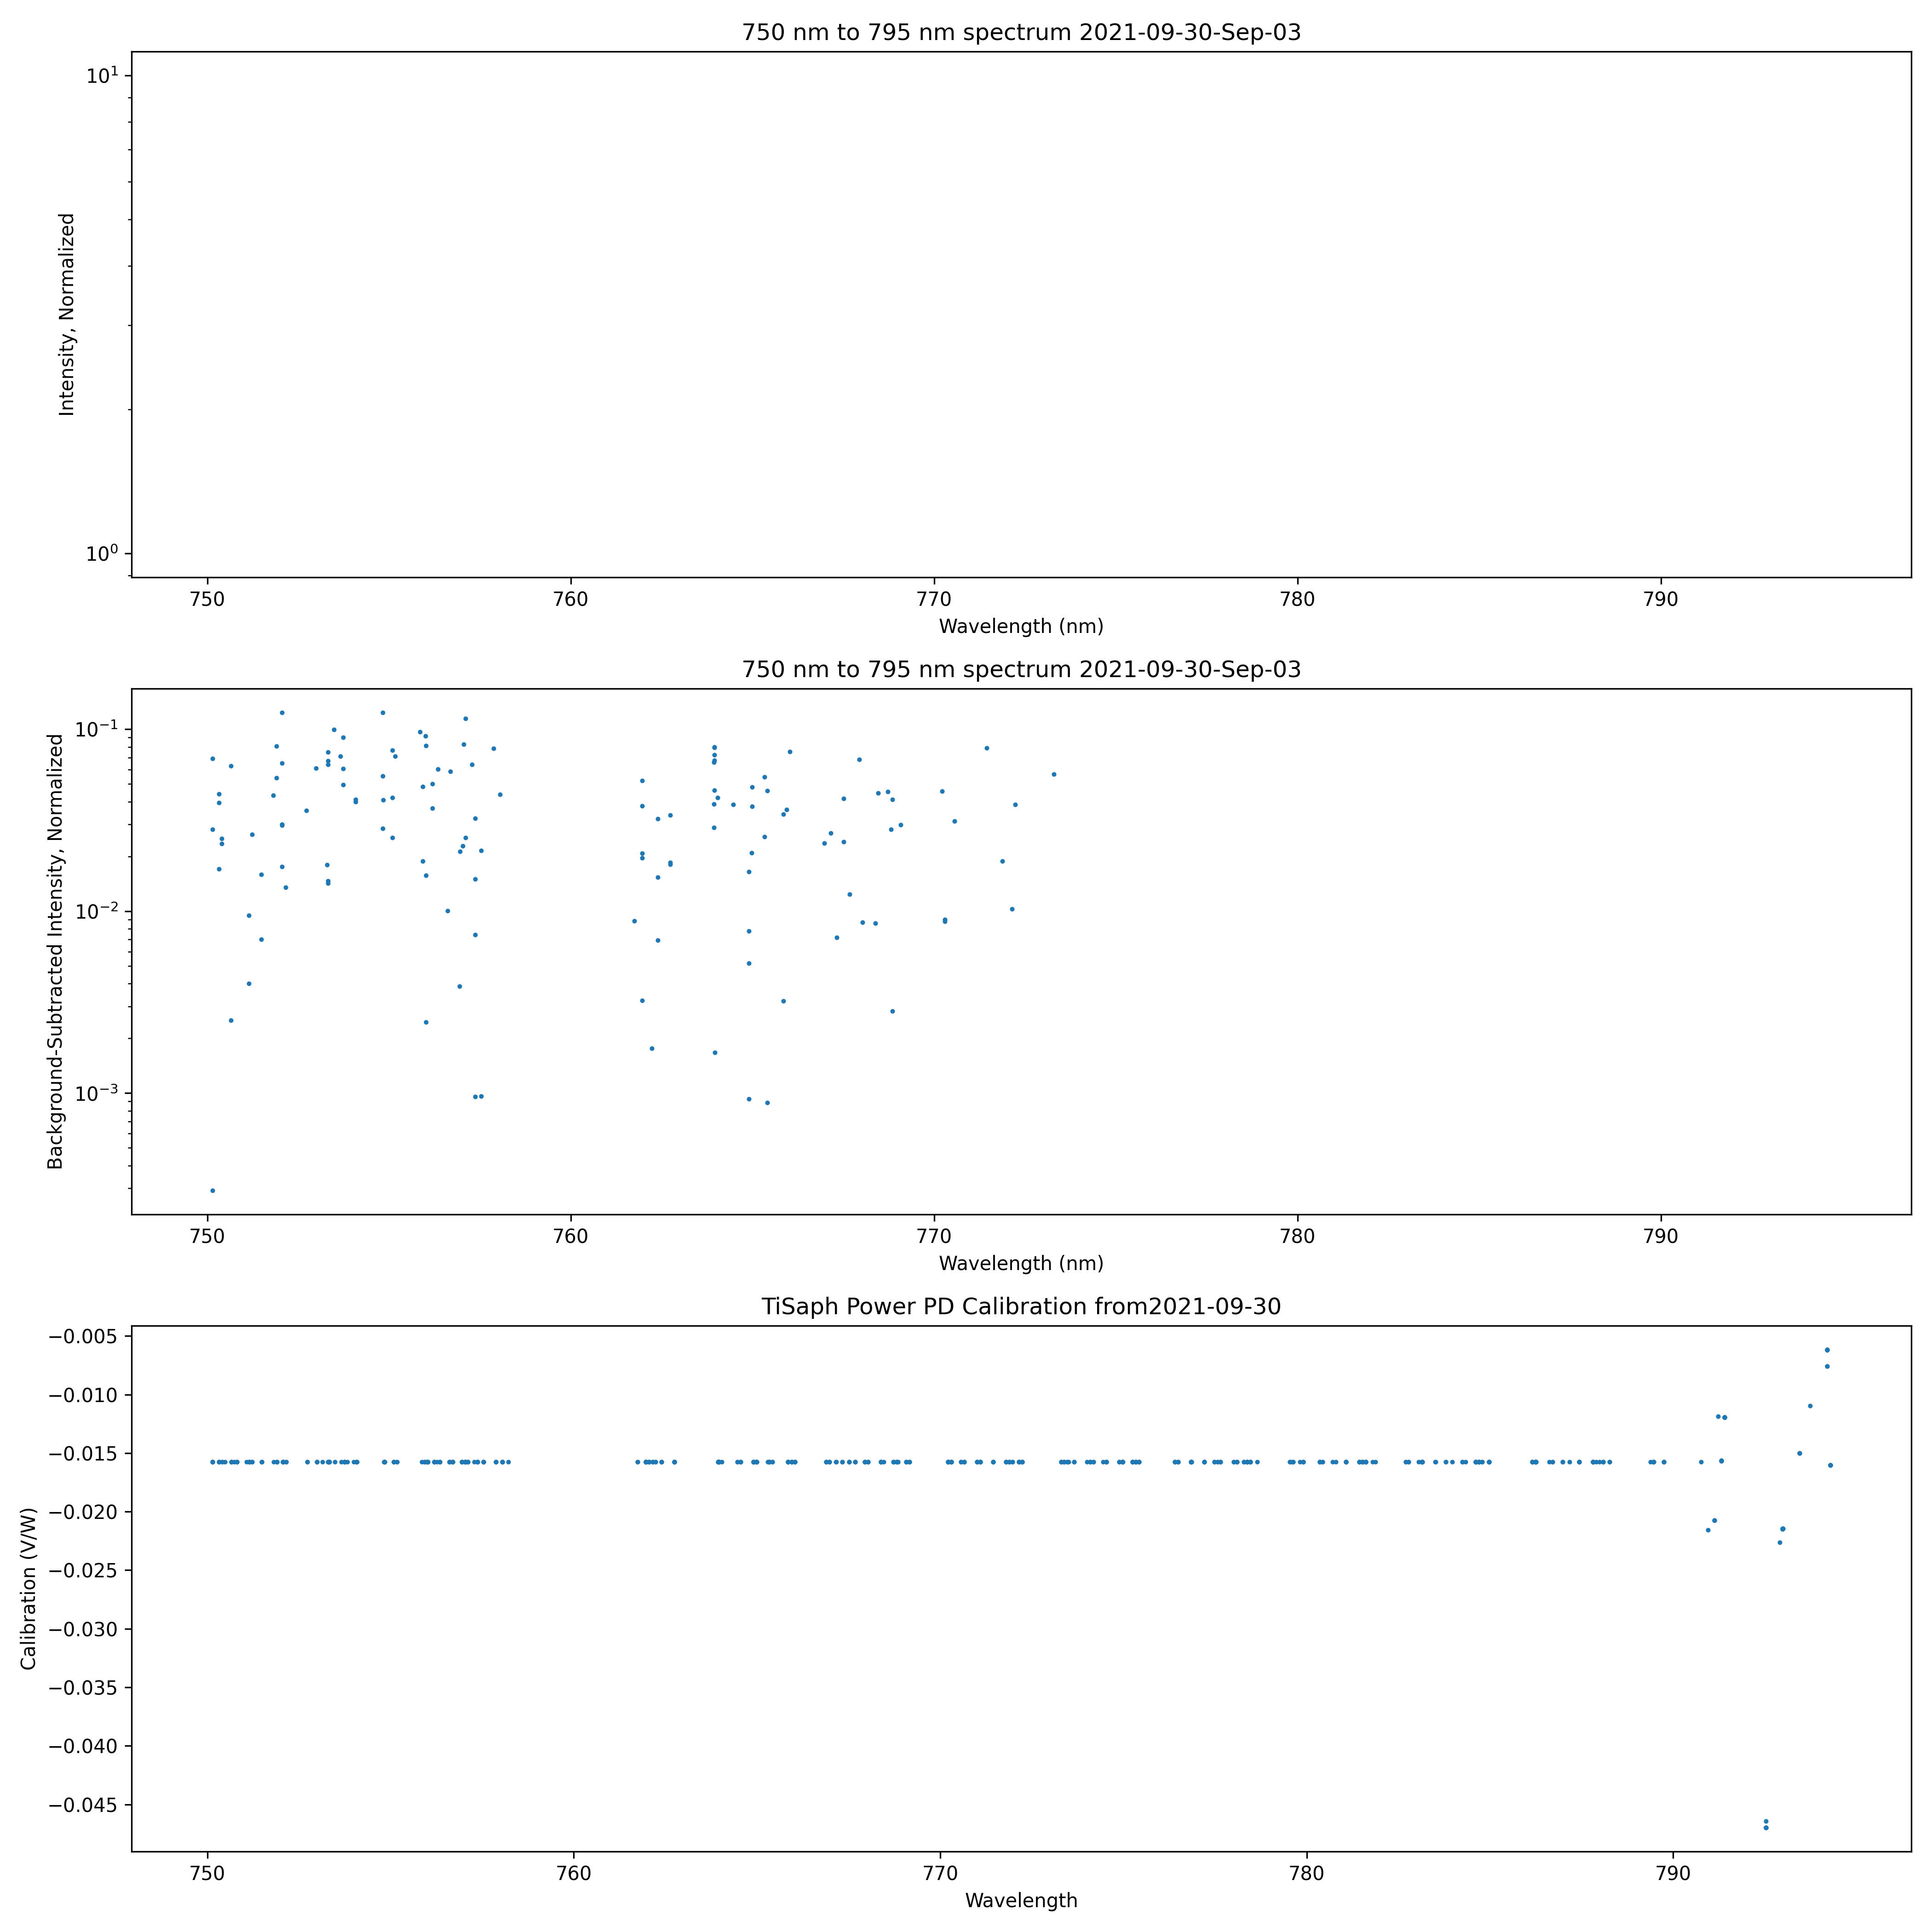 750 nm to 795 nm spectrum 2021-09-30-Sep-03
10¹
10⁰
Intensity, Normalized
750 760 770 780 790
Wavelength (nm)
750 nm to 795 nm spectrum 2021-09-30-Sep-03
10⁻¹
10⁻²
10⁻³
Background-Subtracted Intensity, Normalized
750 760 770 780 790
Wavelength (nm)
TiSaph Power PD Calibration from2021-09-30
−0.005
−0.010
−0.015
−0.020
−0.025
−0.030
−0.035
−0.040
−0.045
Calibration (V/W)
750 760 770 780 790
Wavelength